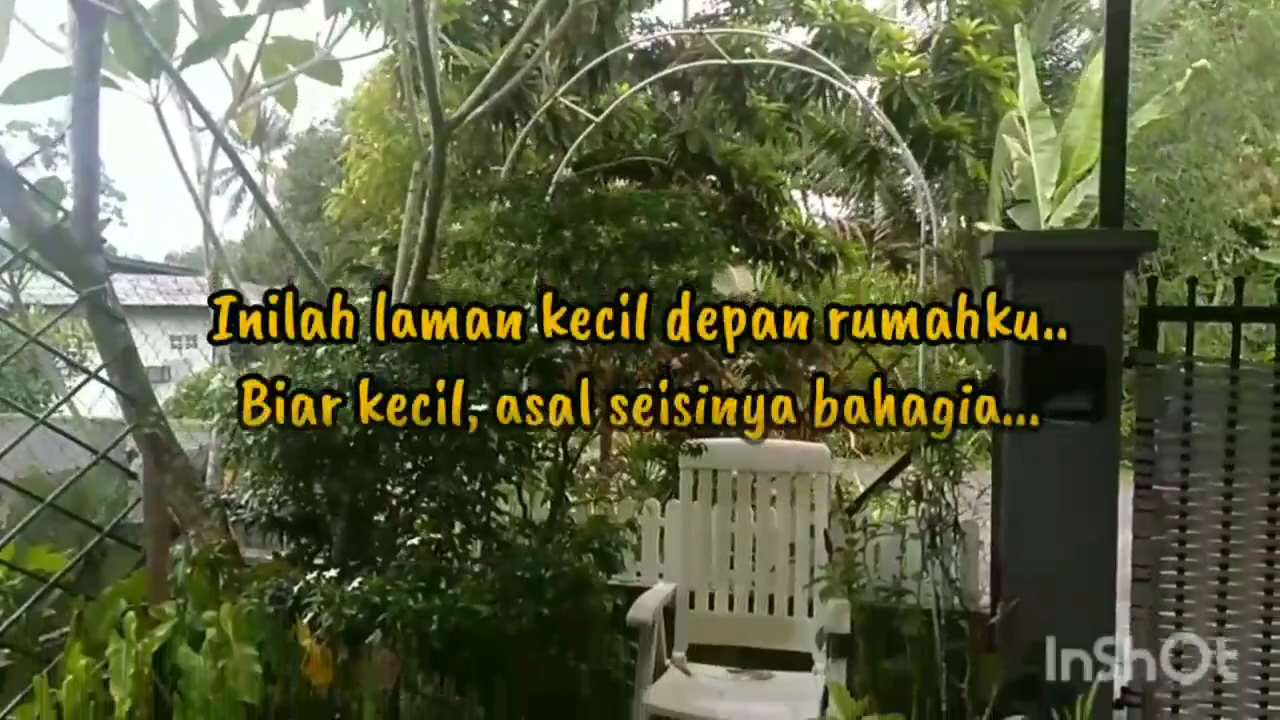 Inilah laman kecil depan rumahku..
Biar kecil, asal seisinya bahagia...
InShOt